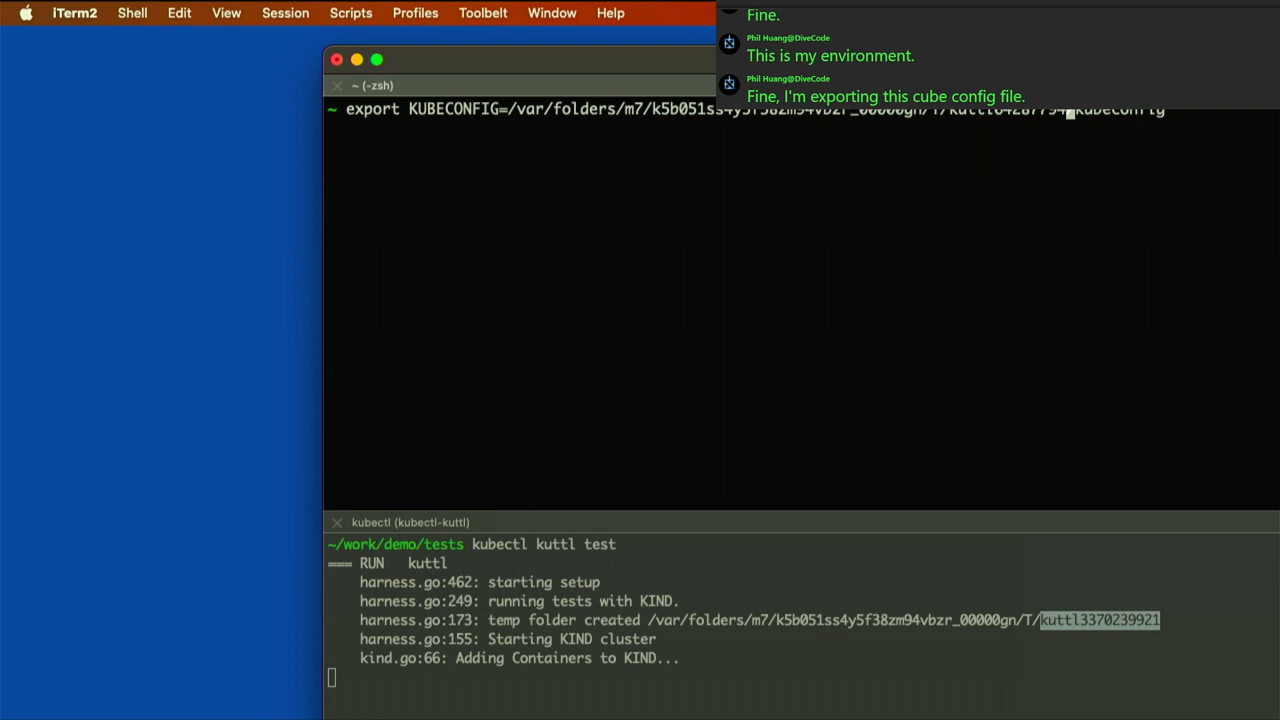 iTerm2 Shell Edit View Session Scripts Profiles Toolbelt Window Help
Fine.
Phil Huang@DiveCode
This is my environment.
Phil Huang@DiveCode
Fine, I'm exporting this cube config file.
~ (-zsh)
~ export KUBECONFIG=/var/folders/m7/k5b051ss4y5f38zm94vbzr_00000gn/T/kuttl64287794/kubeconfig
kubectl (kubectl-kuttl)
~/work/demo/tests kubectl kuttl test
=== RUN kuttl
harness.go:462: starting setup
harness.go:249: running tests with KIND.
harness.go:173: temp folder created /var/folders/m7/k5b051ss4y5f38zm94vbzr_00000gn/T/kuttl3370239921
harness.go:155: Starting KIND cluster
kind.go:66: Adding Containers to KIND...